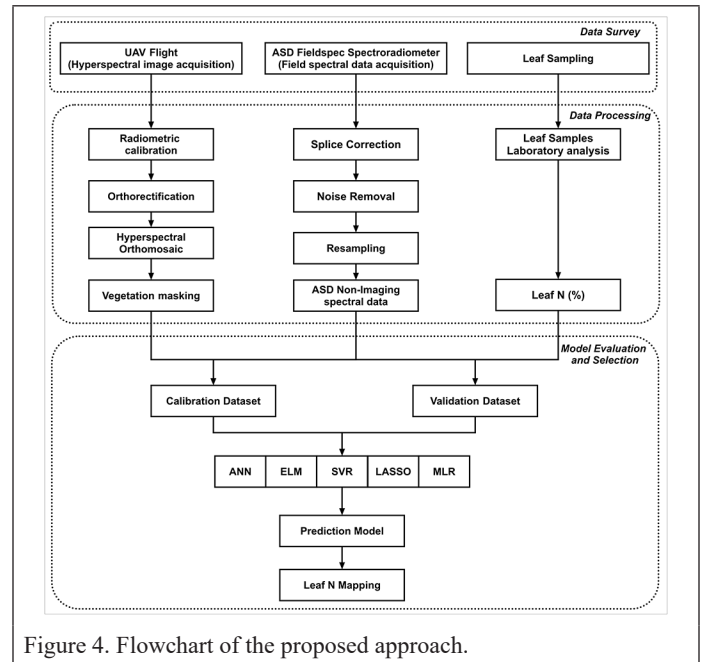 Data Survey
UAV Flight
(Hyperspectral image acquisition)
ASD Fieldspec Spectroradiometer
(Field spectral data acquisition)
Leaf Sampling
Data Processing
Radiometric
calibration
Splice Correction
Leaf Samples
Laboratory analysis
Orthorectification
Noise Removal
Hyperspectral
Orthomosaic
Resampling
Vegetation masking
ASD Non-Imaging
spectral data
Leaf N (%)
Model Evaluation
and Selection
Calibration Dataset
Validation Dataset
ANN
ELM
SVR
LASSO
MLR
Prediction Model
Leaf N Mapping
Figure 4. Flowchart of the proposed approach.